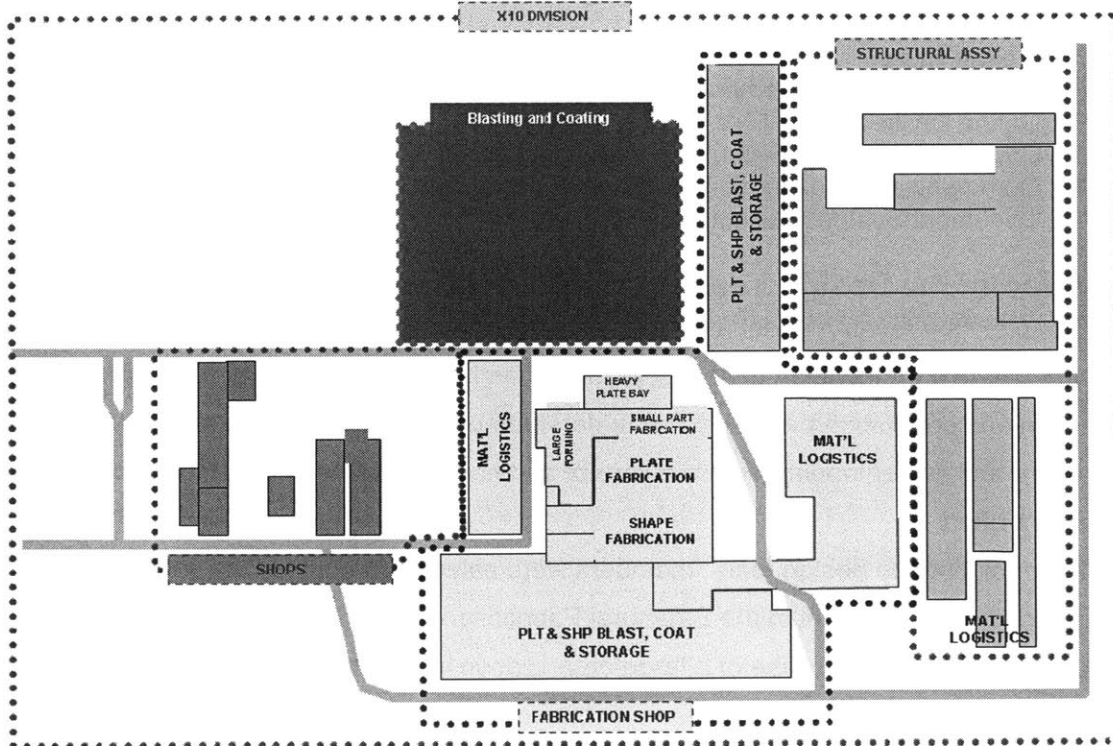 X10 DIVISION
STRUCTURAL ASSY
Blasting and Coating
PLT & SHP BLAST, COAT
& STORAGE
HEAVY
PLATE BAY
SMALL PART
FABRICATION
LARGE
FORMING
MAT'L
LOGISTICS
PLATE
FABRICATION
SHAPE
FABRICATION
MAT'L
LOGISTICS
SHOPS
PLT & SHP BLAST, COAT
& STORAGE
MAT'L
LOGISTICS
FABRICATION SHOP